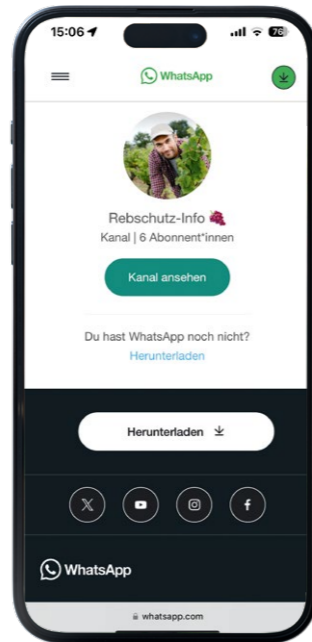 15:06
76
WhatsApp
Rebschutz-Info
Kanal | 6 Abonnent*innen
Kanal ansehen
Du hast WhatsApp noch nicht?
Herunterladen
Herunterladen
WhatsApp
whatsapp.com